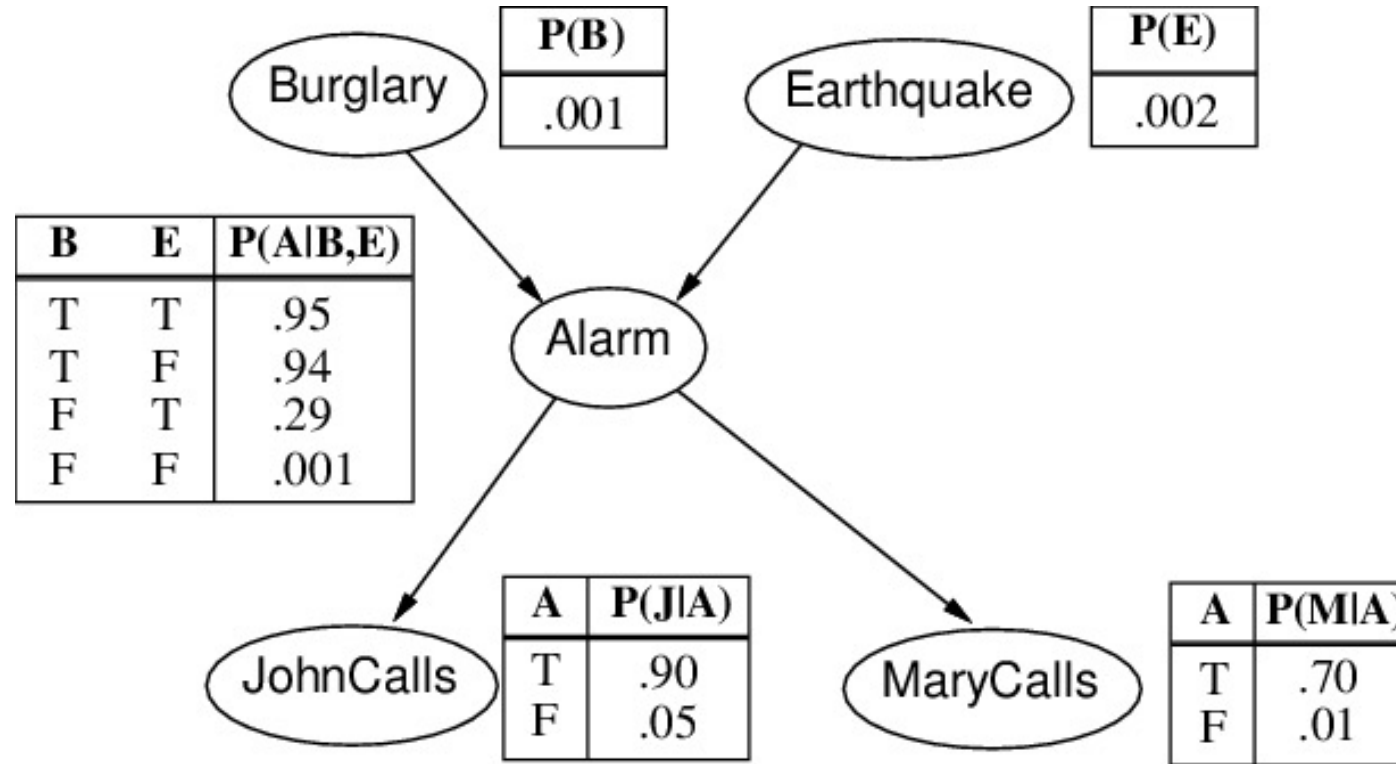 P(B)
.001
Burglary
P(E)
.002
Earthquake
B E P(A|B,E)
T T .95
T F .94
F T .29
F F .001
Alarm
JohnCalls
A P(J|A)
T .90
F .05
MaryCalls
A P(M|A)
T .70
F .01